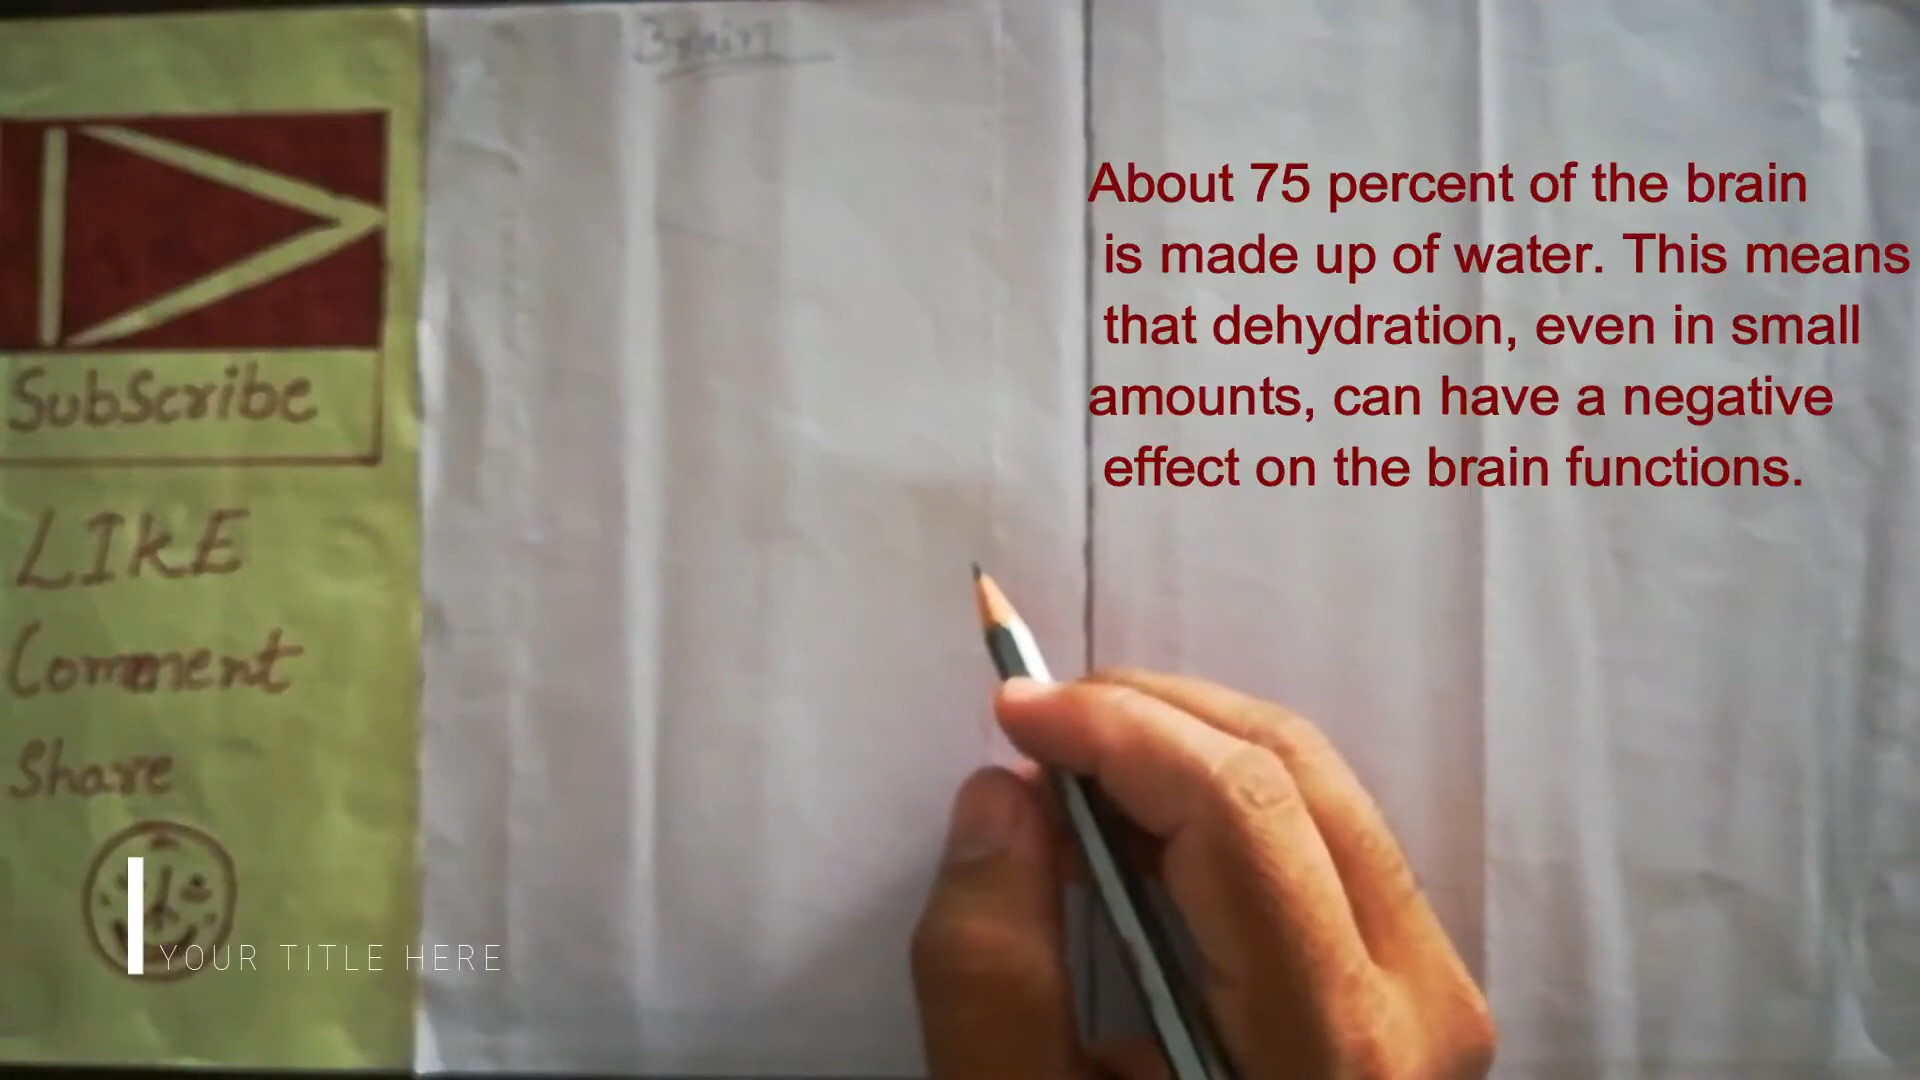 Brain
About 75 percent of the brain
is made up of water. This means
that dehydration, even in small
amounts, can have a negative
effect on the brain functions.
Subscribe
LIKE
Comment
Share
YOUR TITLE HERE